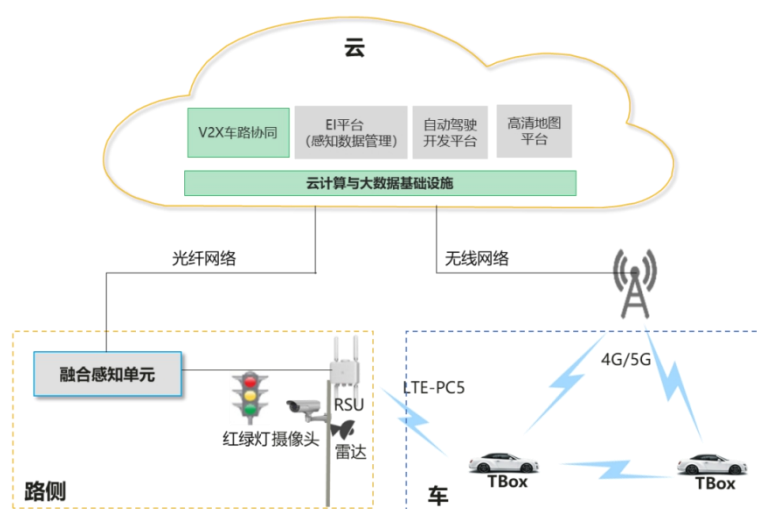 云
V2X车路协同
EI平台
（感知数据管理）
自动驾驶
开发平台
高清地图
平台
云计算与大数据基础设施
光纤网络
无线网络
融合感知单元
4G/5G
LTE-PC5
RSU
红绿灯
摄像头
雷达
TBox
TBox
路侧
车